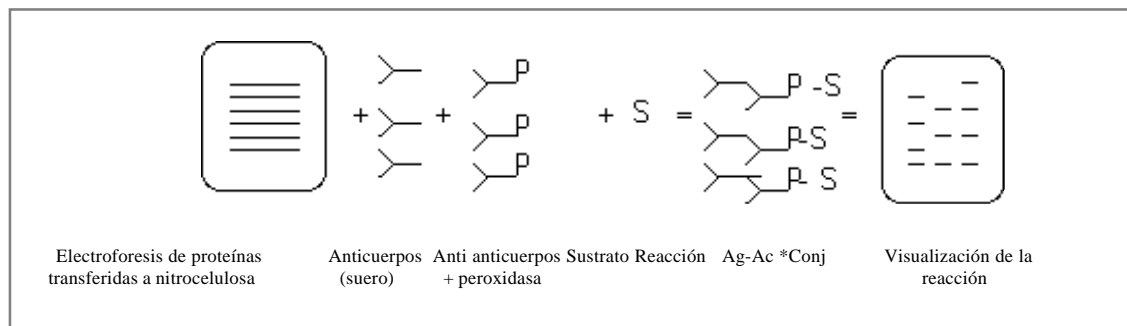 P
+ + P -S
+ S = =
P P-S
P P- S
Electroforesis de proteínas Anticuerpos Anti anticuerpos Sustrato Reacción Ag-Ac *Conj Visualización de la
transferidas a nitrocelulosa (suero) + peroxidasa reacción